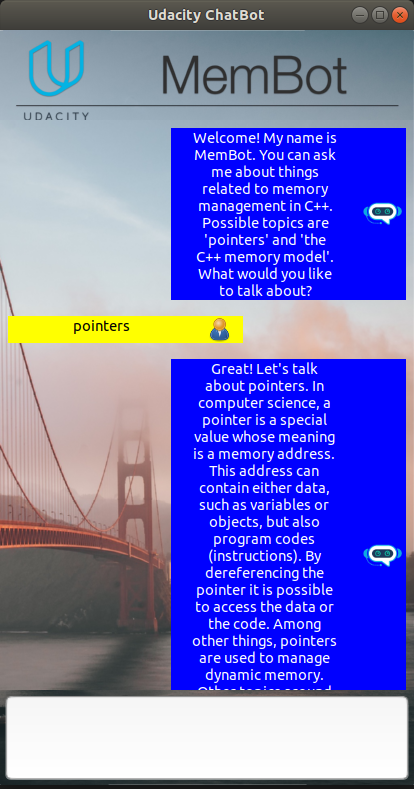 Udacity ChatBot
MemBot
UDACITY
Welcome! My name is
MemBot. You can ask
me about things
related to memory
management in C++.
Possible topics are
'pointers' and 'the
C++ memory model'.
What would you like
to talk about?
pointers
Great! Let's talk
about pointers. In
computer science, a
pointer is a special
value whose meaning
is a memory address.
This address can
contain either data,
such as variables or
objects, but also
program codes
(instructions). By
dereferencing the
pointer it is possible
to access the data or
the code. Among
other things, pointers
are used to manage
dynamic memory.
Other topics around